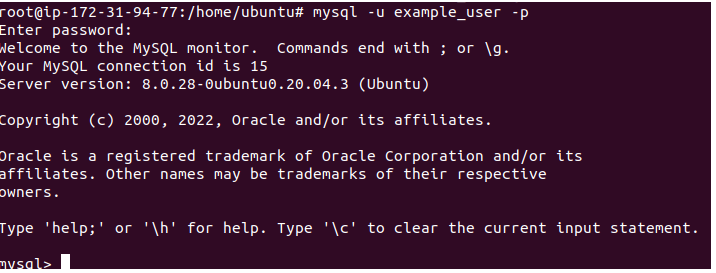 root@ip-172-31-94-77:/home/ubuntu# mysql -u example_user -p
Enter password:
Welcome to the MySQL monitor.  Commands end with ; or \g.
Your MySQL connection id is 15
Server version: 8.0.28-0ubuntu0.20.04.3 (Ubuntu)
Copyright (c) 2000, 2022, Oracle and/or its affiliates.
Oracle is a registered trademark of Oracle Corporation and/or its
affiliates. Other names may be trademarks of their respective
owners.
Type 'help;' or '\h' for help. Type '\c' to clear the current input statement.
mysql>